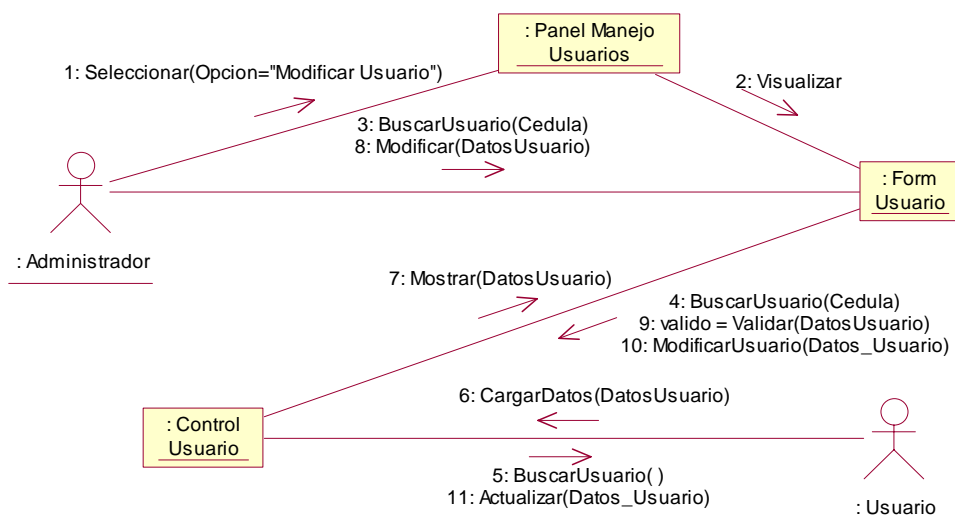 : Panel Manejo
Usuarios
1: Seleccionar(Opcion="Modificar Usuario")
2: Visualizar
3: BuscarUsuario(Cedula)
8: Modificar(DatosUsuario)
: Form
Usuario
: Administrador
7: Mostrar(DatosUsuario)
4: BuscarUsuario(Cedula)
9: valido = Validar(DatosUsuario)
10: ModificarUsuario(Datos_Usuario)
6: CargarDatos(DatosUsuario)
: Control
Usuario
5: BuscarUsuario( )
11: Actualizar(Datos_Usuario)
: Usuario